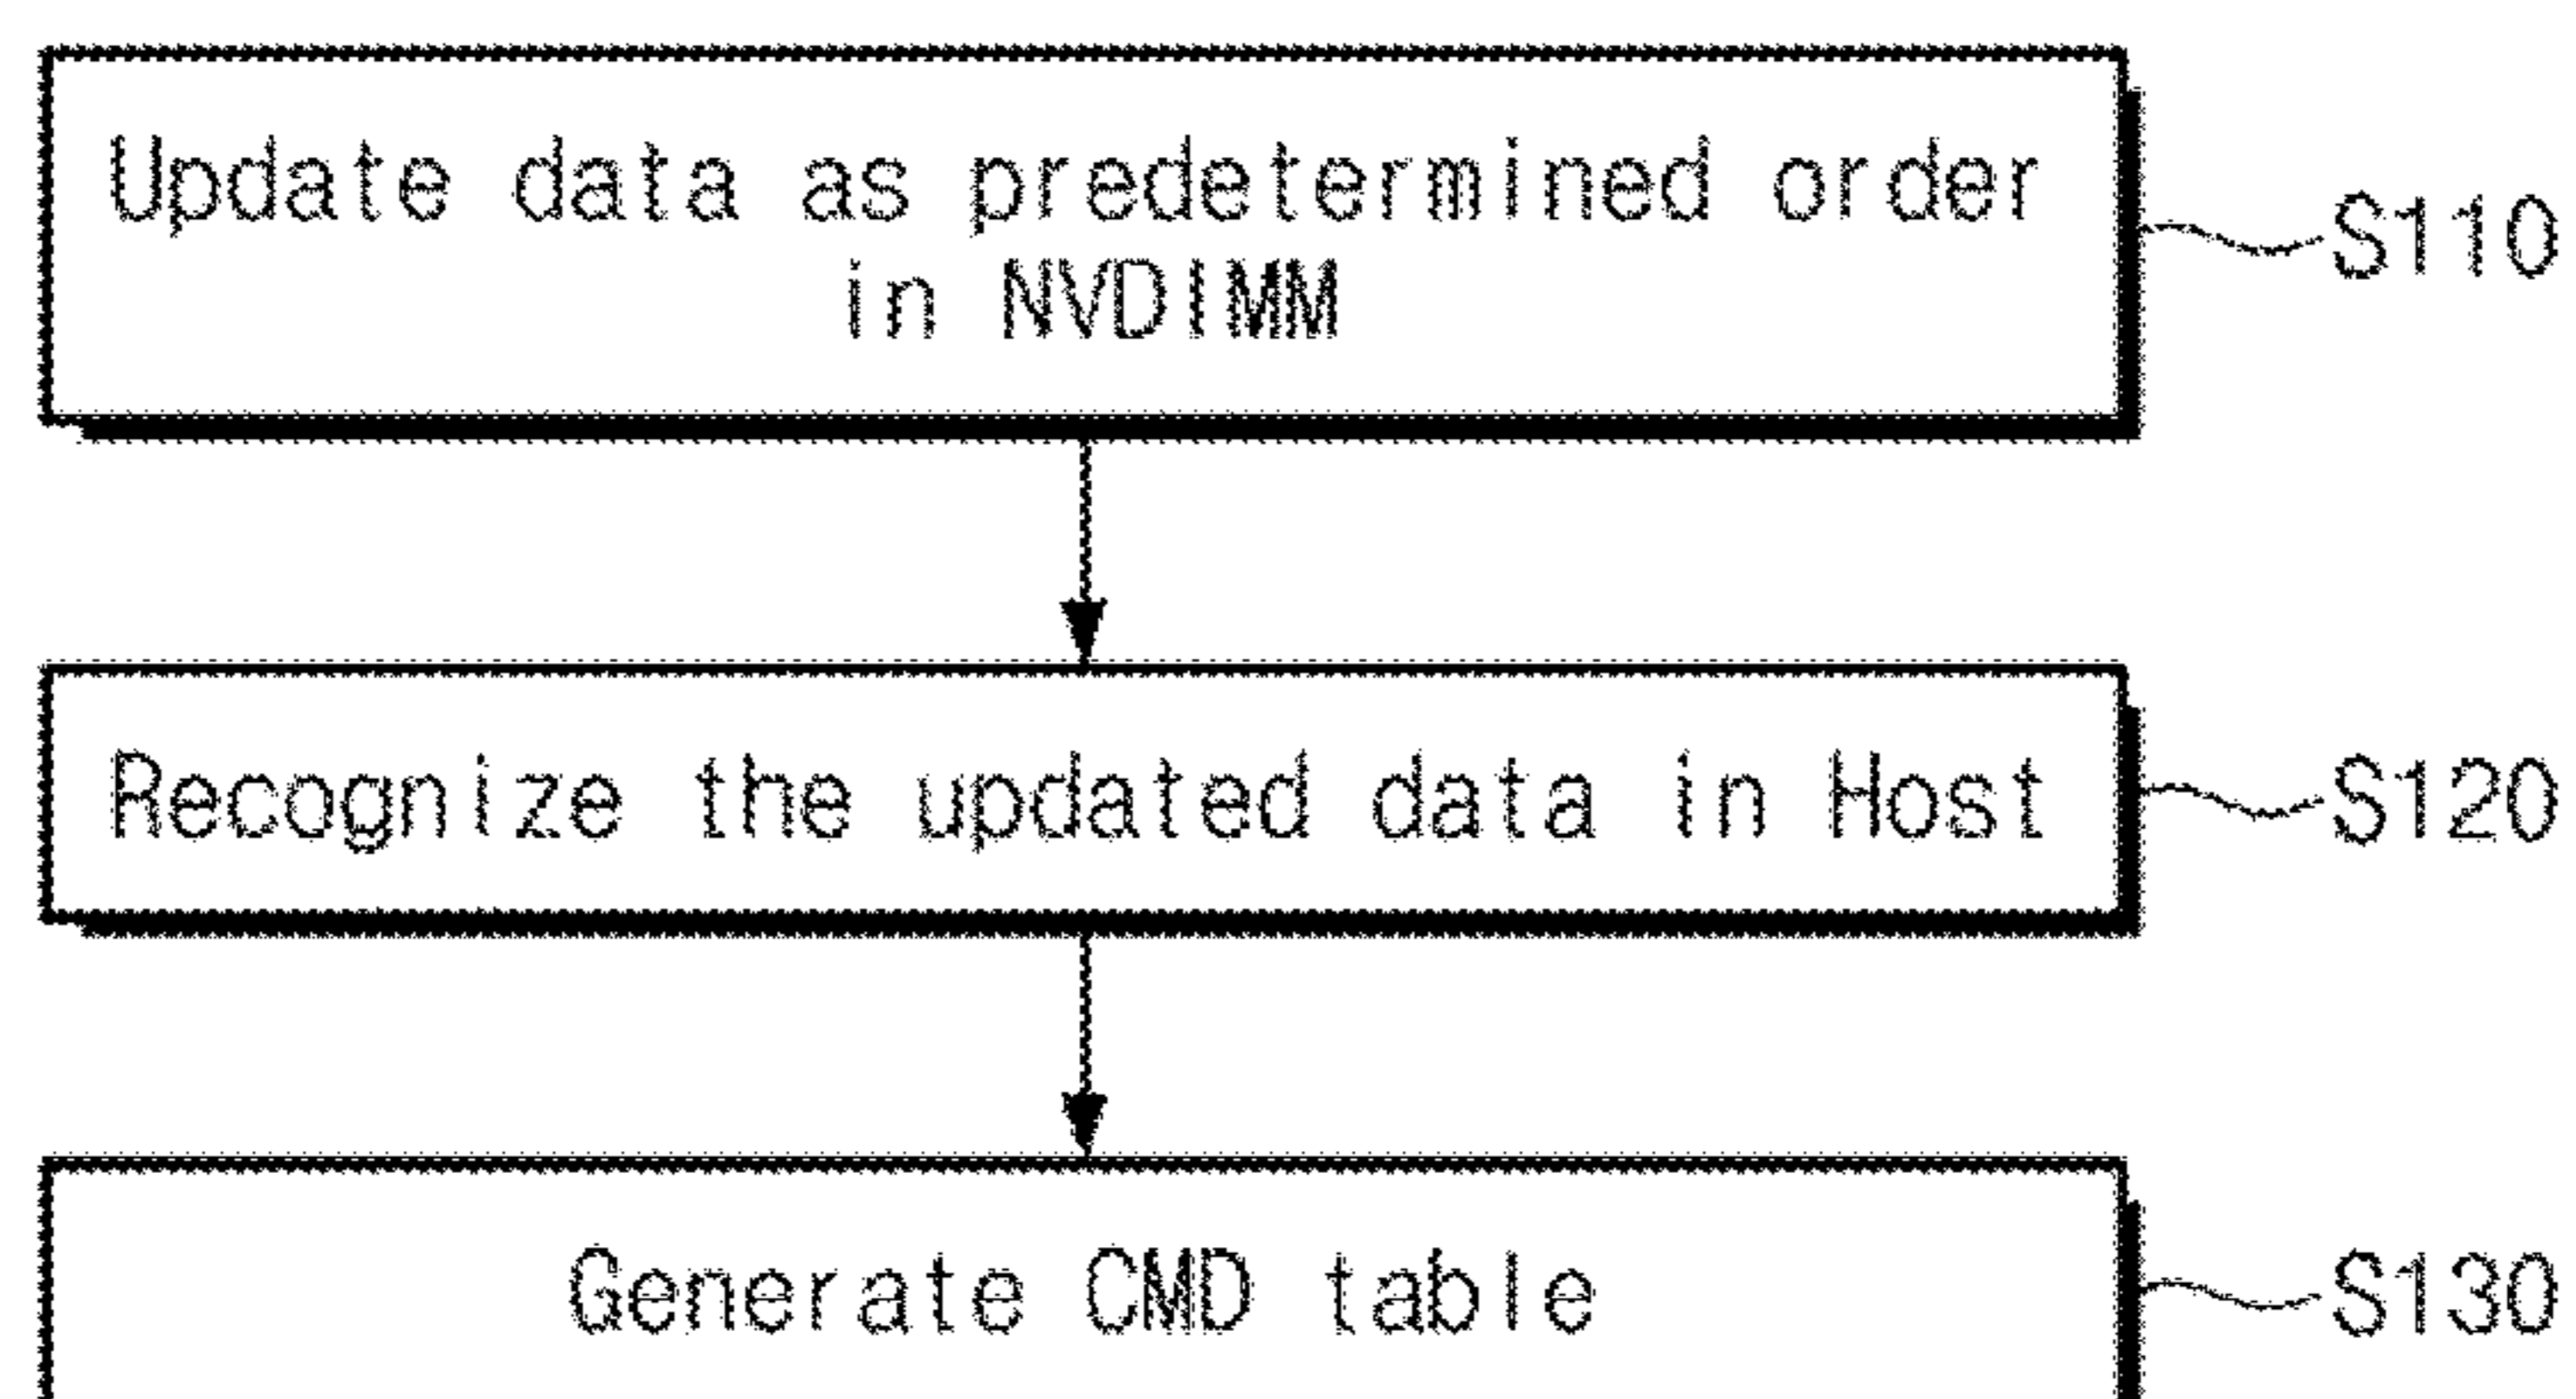 Update data as predetermined order
in NVDIMM
S110
Recognize the updated data in Host
S120
Generate CMD table
S130